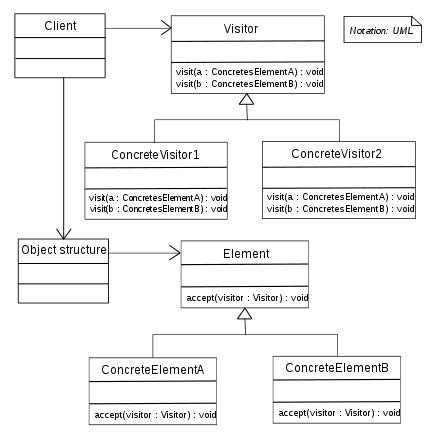 Client
Visitor
Notation: UML
visit(a : ConcretesElementA) : void
visit(b : ConcretesElementB) : void
ConcreteVisitor1
ConcreteVisitor2
visit(a : ConcretesElementA) : void
visit(b : ConcretesElementB) : void
visit(a : ConcretesElementA) : void
visit(b : ConcretesElementB) : void
Object structure
Element
accept(visitor : Visitor) : void
ConcreteElementA
ConcreteElementB
accept(visitor : Visitor) : void
accept(visitor : Visitor) : void